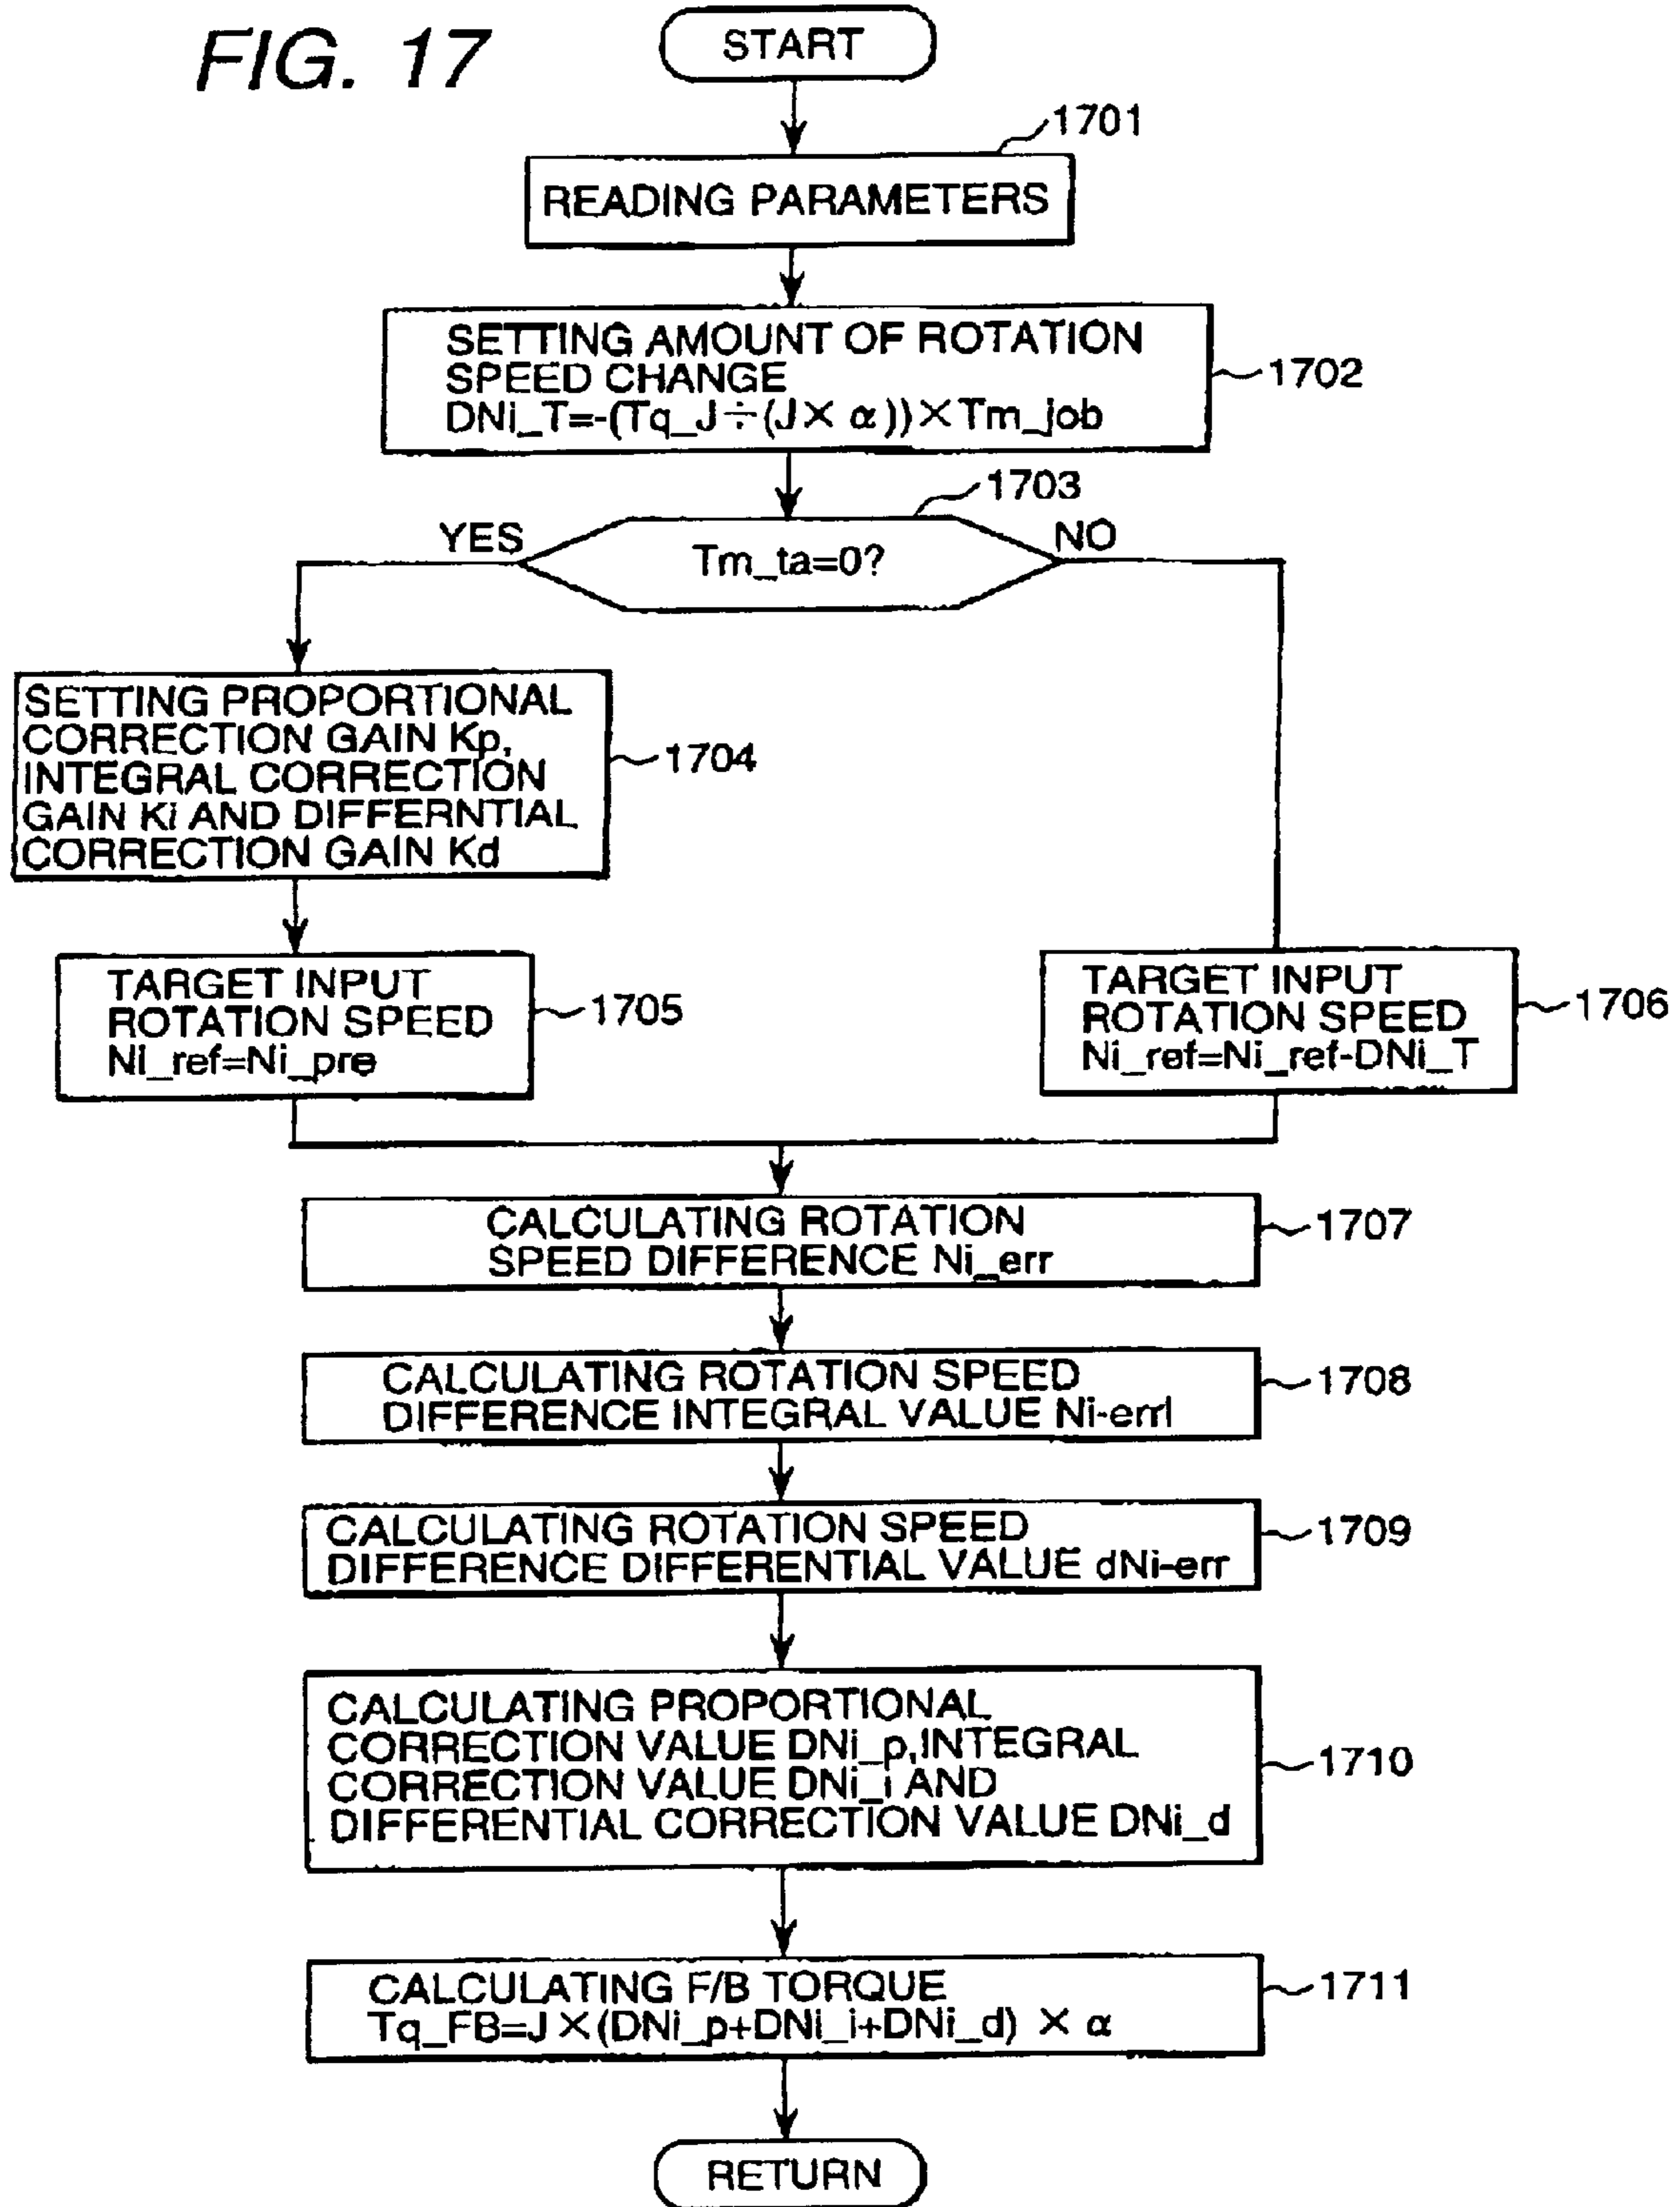 FIG. 17
START
1701
READING PARAMETERS
SETTING AMOUNT OF ROTATION
SPEED CHANGE
DNi_T=-(Tq_J÷(J× α))×Tm_job
1702
1703
YES
Tm_ta=0?
NO
SETTING PROPORTIONAL
CORRECTION GAIN Kp,
INTEGRAL CORRECTION
GAIN Ki AND DIFFERNTIAL
CORRECTION GAIN Kd
1704
TARGET INPUT
ROTATION SPEED
Ni_ref=Ni_pre
1705
TARGET INPUT
ROTATION SPEED
Ni_ref=Ni_ref-DNi_T
1706
CALCULATING ROTATION
SPEED DIFFERENCE Ni_err
1707
CALCULATING ROTATION SPEED
DIFFERENCE INTEGRAL VALUE Ni-errI
1708
CALCULATING ROTATION SPEED
DIFFERENCE DIFFERENTIAL VALUE dNi-err
1709
CALCULATING PROPORTIONAL
CORRECTION VALUE DNi_p,INTEGRAL
CORRECTION VALUE DNi_i AND
DIFFERENTIAL CORRECTION VALUE DNi_d
1710
CALCULATING F/B TORQUE
Tq_FB=J×(DNi_p+DNi_i+DNi_d) × α
1711
RETURN